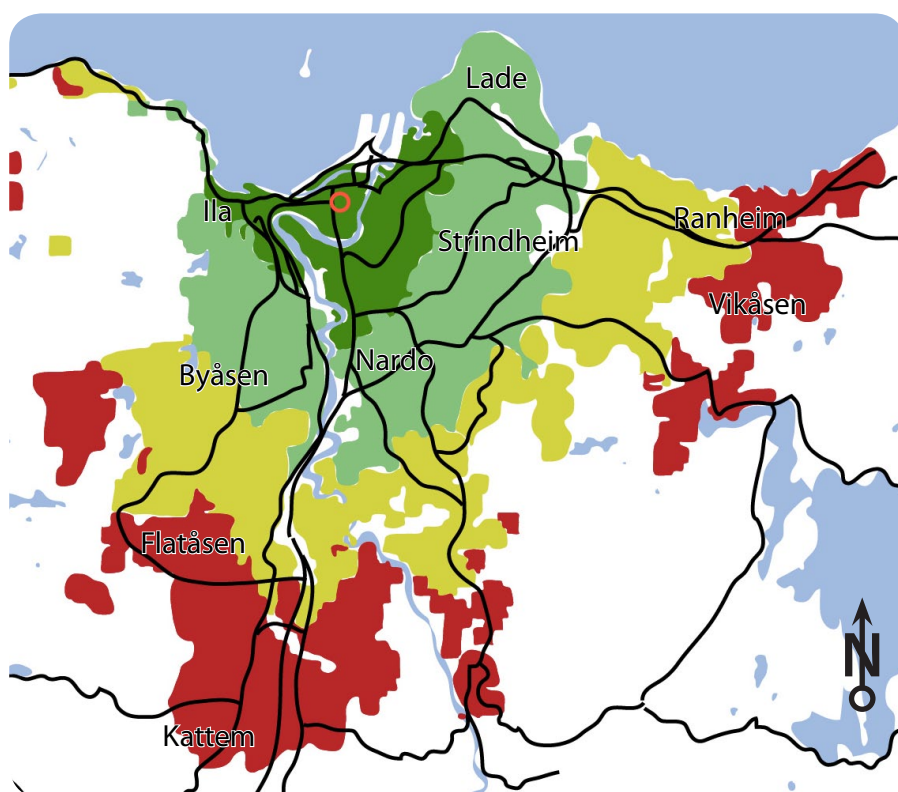 Lade
Ila
Ranheim
Strindheim
Vikåsen
Nardo
Byåsen
Flatåsen
N
Kattem